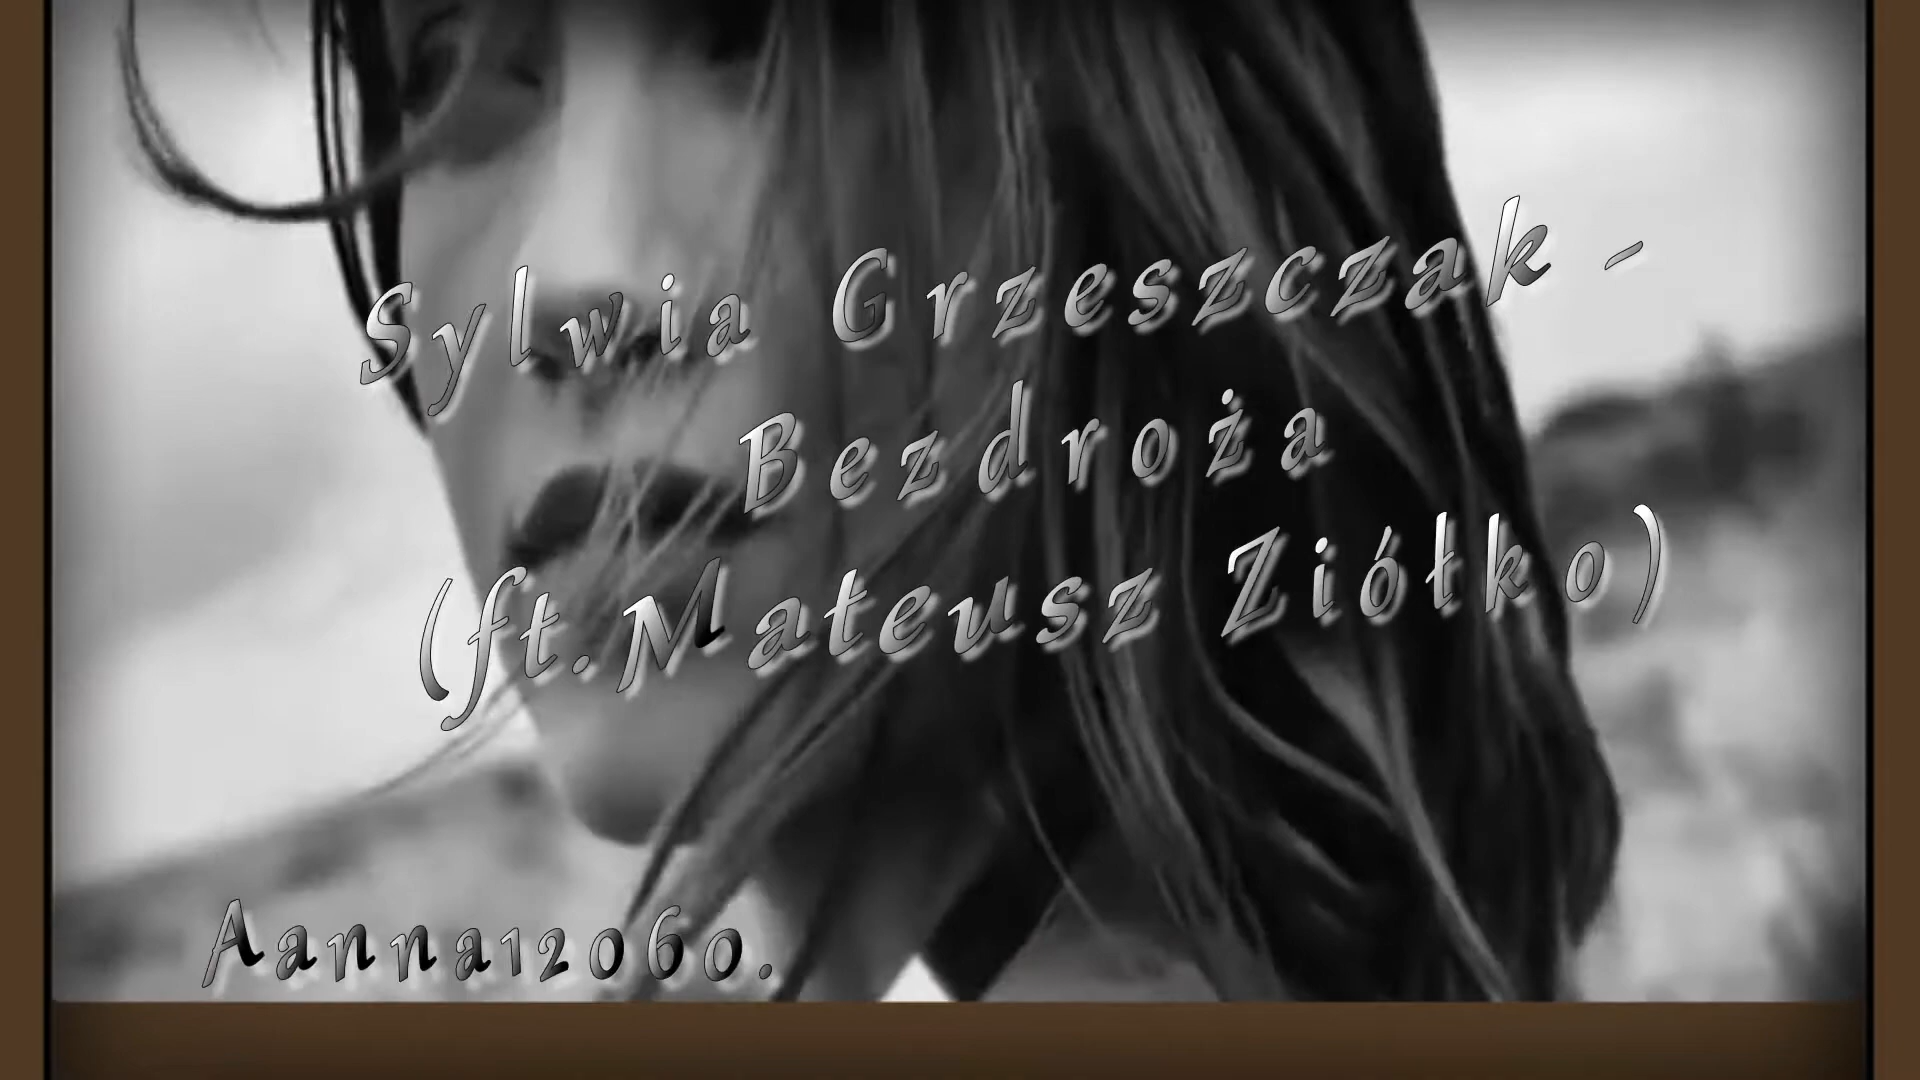 Sylwia Grzeszczak -
Bezdroża
(ft.Mateusz Ziółko)
Aanna12060.